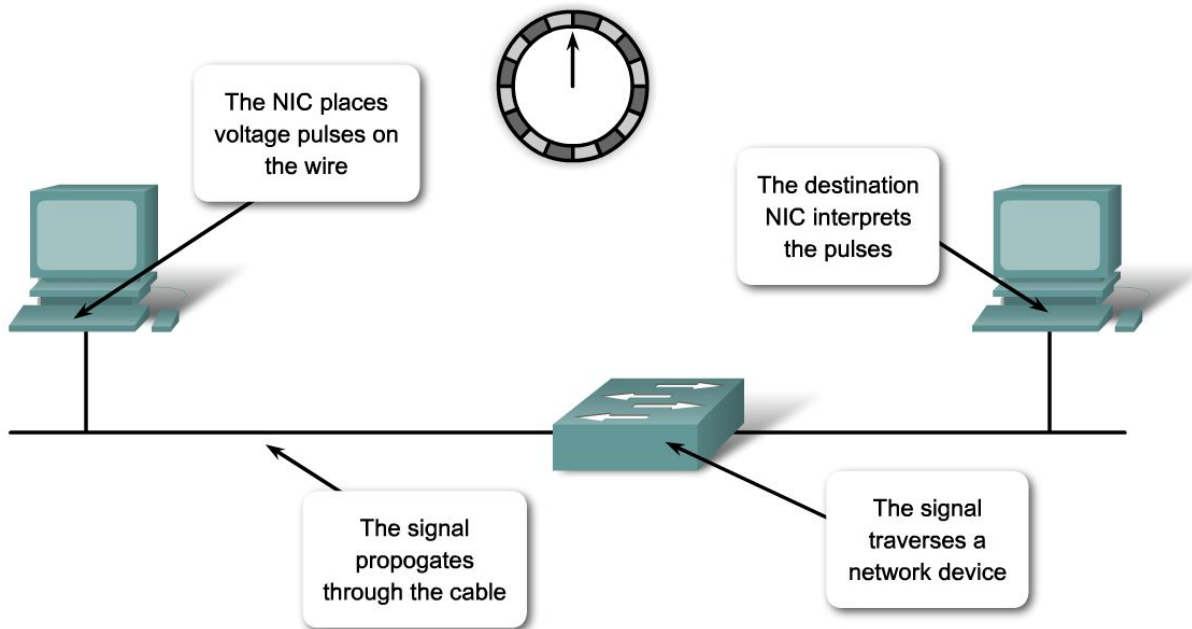 The NIC places
voltage pulses on
the wire
The destination
NIC interprets
the pulses
The signal
propogates
through the cable
The signal
traverses a
network device